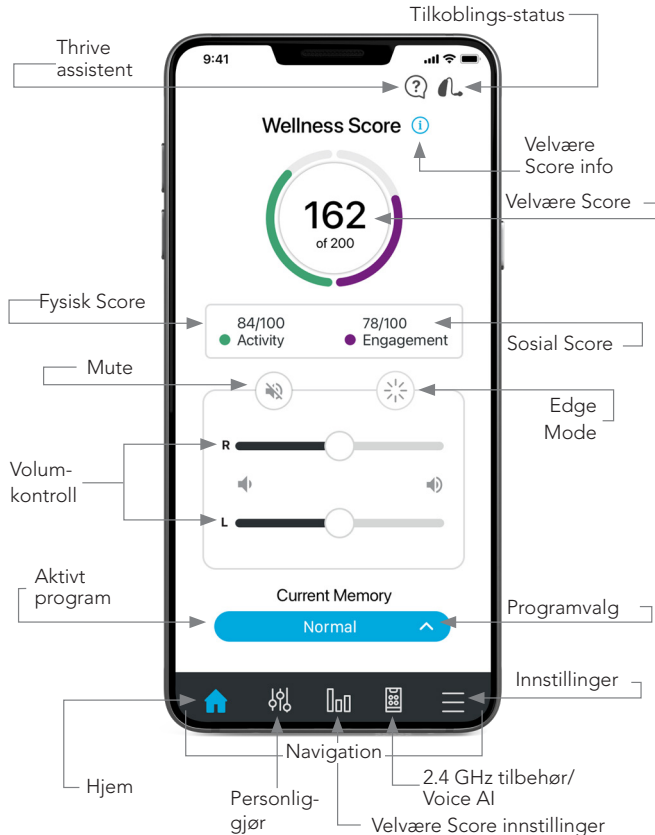 Tilkoblings-status
Thrive
assistent
9:41
Wellness Score
Velvære
Score info
162
of 200
Velvære Score
Fysisk Score
84/100
Activity
78/100
Engagement
Sosial Score
Mute
Edge
Mode
R
Volum-
kontroll
L
Aktivt
program
Current Memory
Normal
Programvalg
Innstillinger
Navigation
Hjem
Personlig-
gjør
2.4 GHz tilbehør/
Voice AI
Velvære Score innstillinger